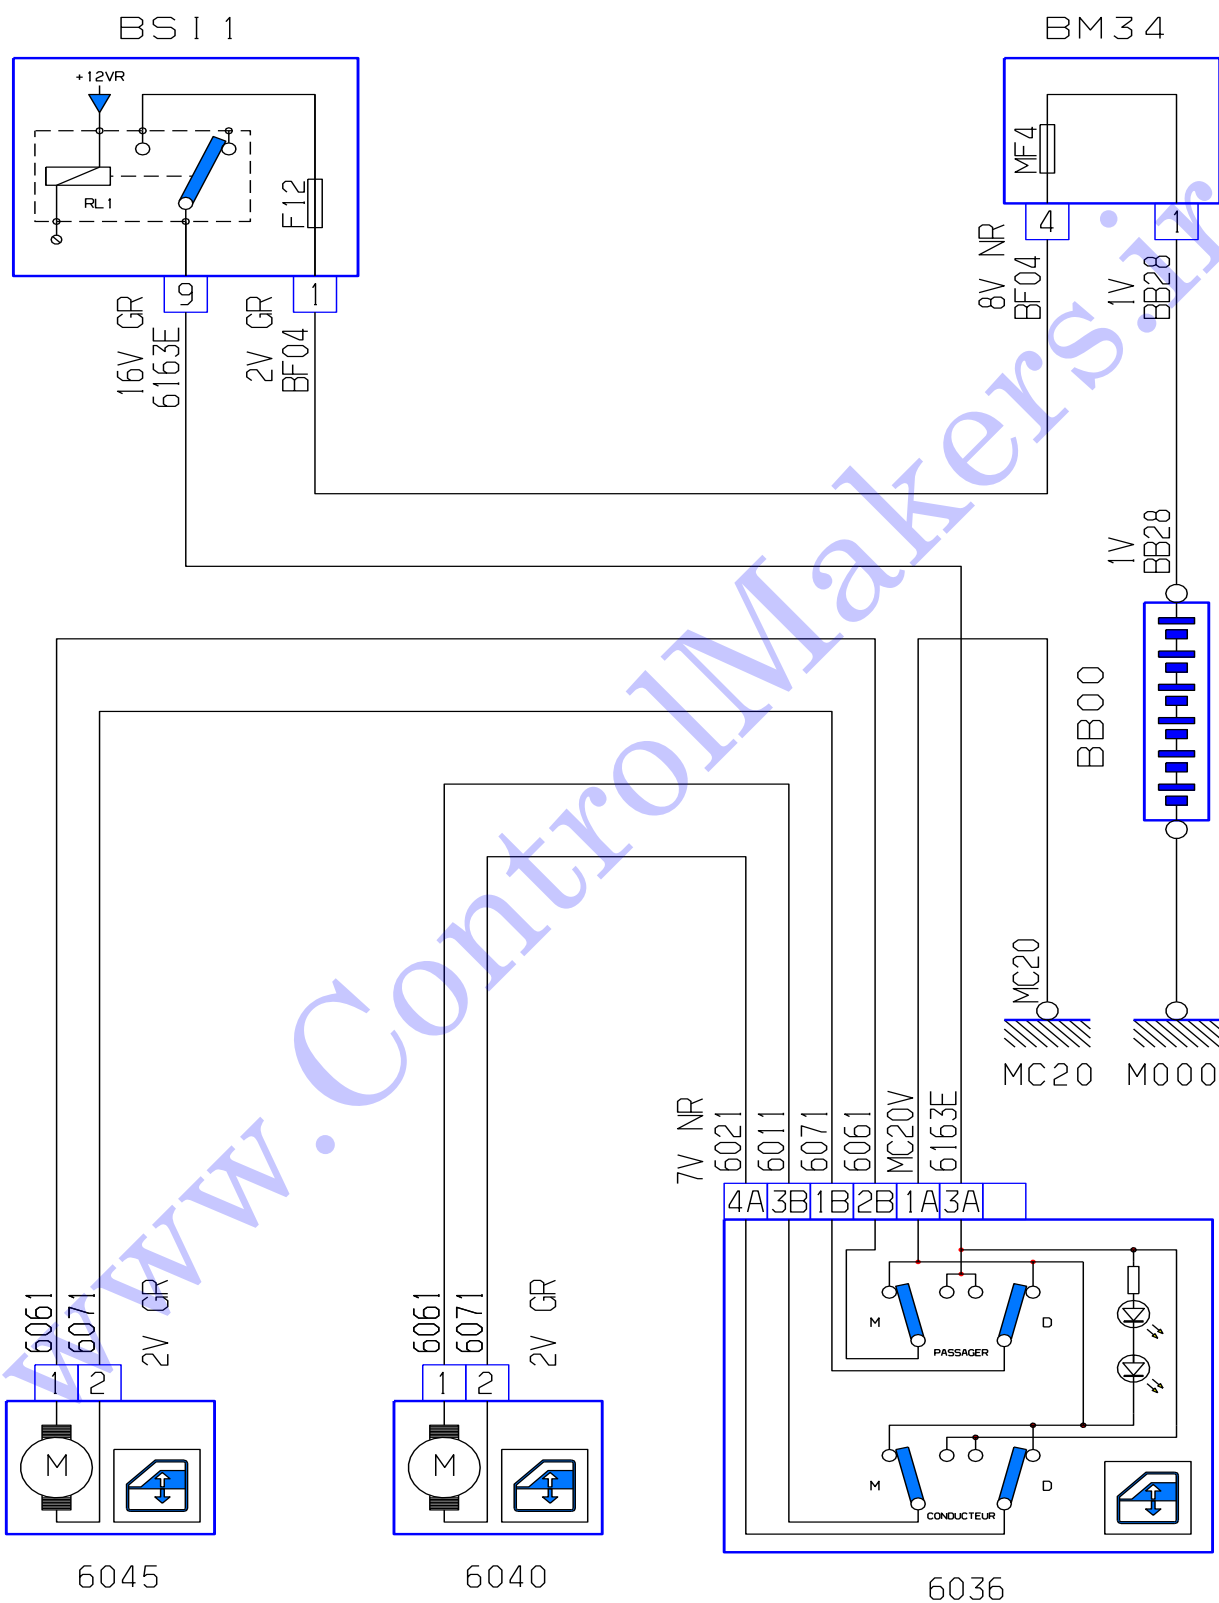 BSI 1
BM34
+12VR
RL1
F12
MF4
9
1
4
1
16V GR
6163E
2V GR
BF04
8V NR
BF04
1V
BB28
1V
BB28
BB00
MC20
MC20
M000
7V NR
6021
6011
6071
6061
MC20V
6163E
4A
3B
1B
2B
1A
3A
6061
6071
2V GR
6061
6071
2V GR
1
2
1
2
M
M
M
D
PASSAGER
M
D
CONDUCTEUR
6045
6040
6036
www.ControlMakers.ir